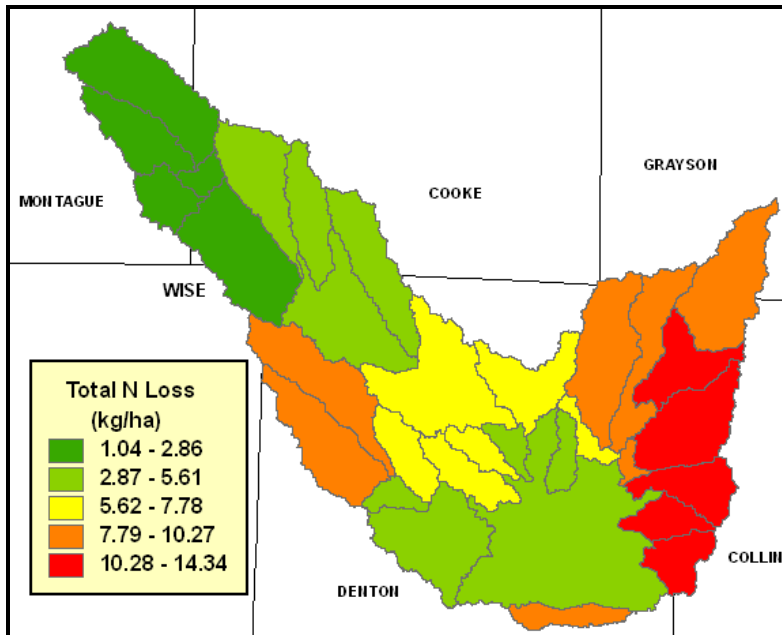 GRAYSON
COOKE
MONTAGUE
WISE
Total N Loss
(kg/ha)
1.04 - 2.86
2.87 - 5.61
5.62 - 7.78
7.79 - 10.27
10.28 - 14.34
COLLIN
DENTON